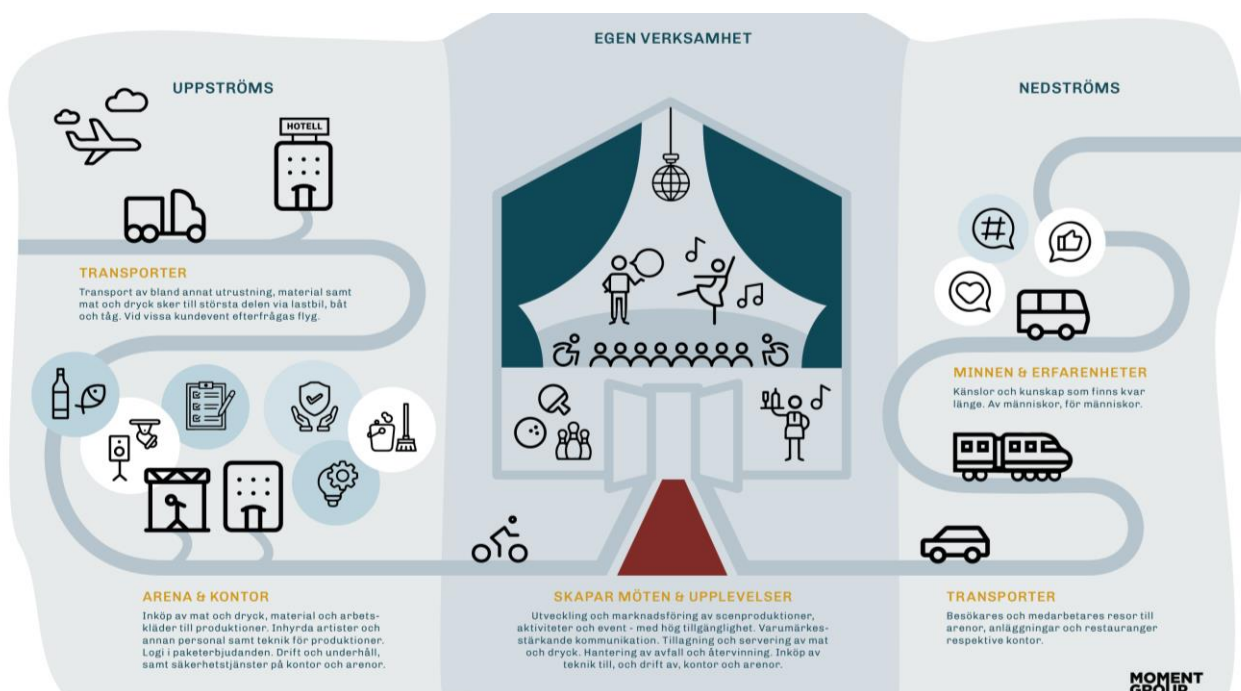 EGEN VERKSAMHET
UPPSTRÖMS
HOTELL
TRANSPORTER
Transport av bland annat utrustning, material samt
mat och dryck sker till största delen via lastbil, båt
och tåg. Vid vissa kundevent efterfrågas flyg.
ARENA & KONTOR
Inköp av mat och dryck, material och arbets-
kläder till produktioner. Inhyrda artister och
annan personal samt teknik för produktioner.
Logi i paketerbjudanden. Drift och underhåll,
samt säkerhetstjänster på kontor och arenor.
SKAPAR MÖTEN & UPPLEVELSER
Utveckling och marknadsföring av scenproduktioner,
aktiviteter och event - med hög tillgänglighet. Varumärkes-
stärkande kommunikation. Tillagning och servering av mat
och dryck. Hantering av avfall och återvinning. Inköp av
teknik till, och drift av, kontor och arenor.
NEDSTRÖMS
#
MINNEN & ERFARENHETER
Känslor och kunskap som finns kvar
länge. Av människor, för människor.
TRANSPORTER
Besökares och medarbetares resor till
arenor, anläggningar och restauranger
respektive kontor.
MOMENT
GROUP